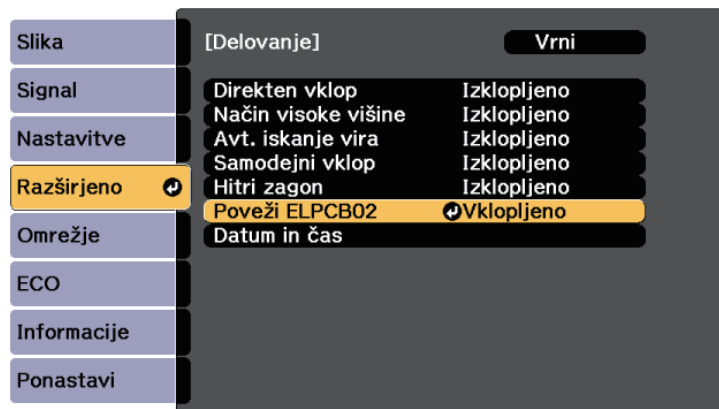 Slika
Signal
Nastavitve
Razširjeno
Omrežje
ECO
Informacije
Ponastavi
[Delovanje] Vrni
Direkten vklop Izklopljeno
Način visoke višine Izklopljeno
Avt. iskanje vira Izklopljeno
Samodejni vklop Izklopljeno
Hitri zagon Izklopljeno
Poveži ELPCB02 Vklopljeno
Datum in čas